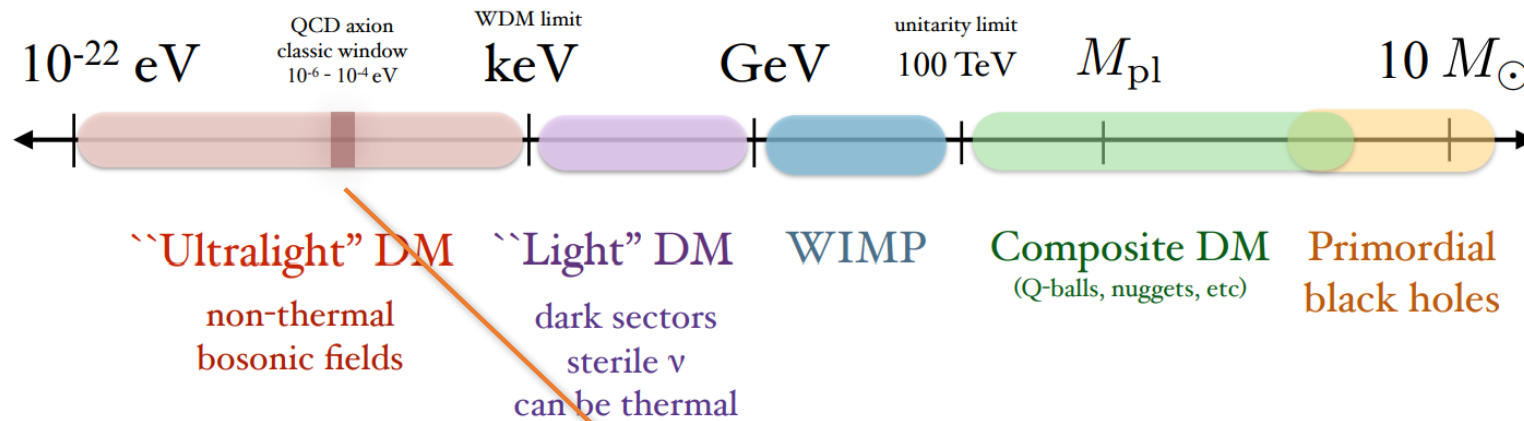 10⁻²² eV
QCD axion
classic window
10⁻⁶ - 10⁻⁴ eV
WDM limit
keV
GeV
unitarity limit
100 TeV
M_pl
10 M_⊙
``Ultralight” DM
non-thermal
bosonic fields
``Light” DM
dark sectors
sterile ν
can be thermal
WIMP
Composite DM
(Q-balls, nuggets, etc)
Primordial
black holes